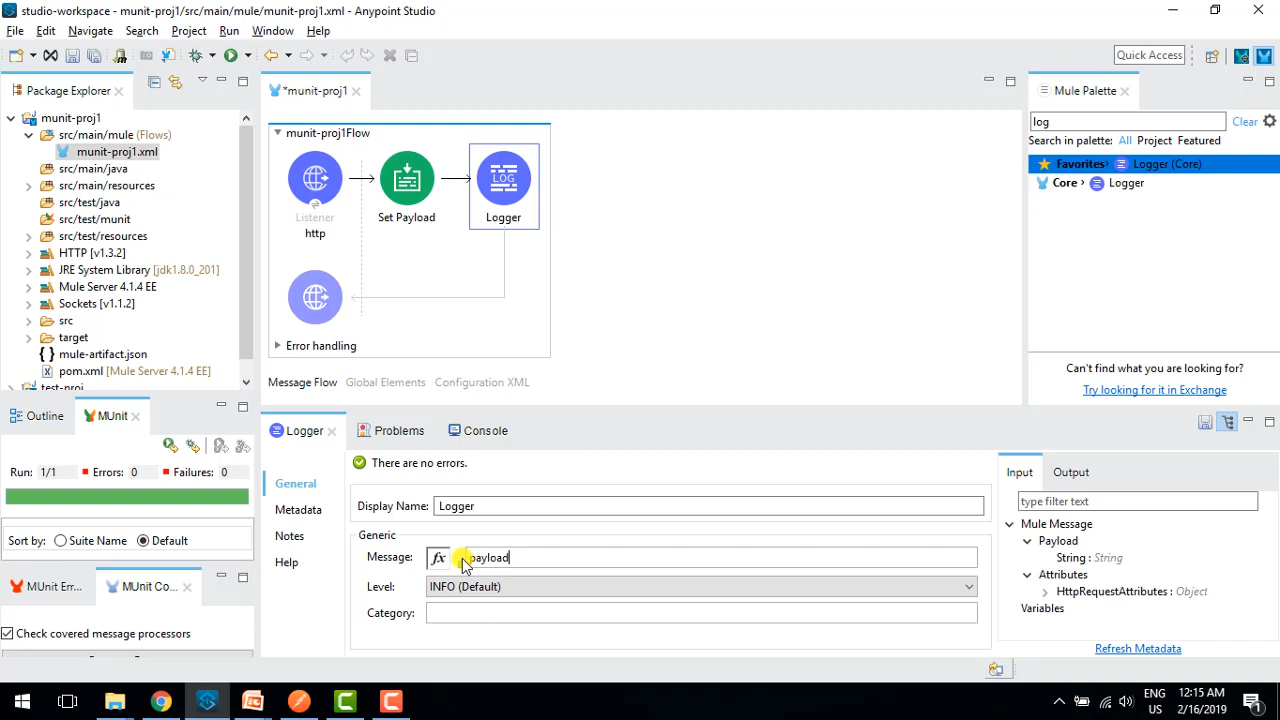 studio-workspace - munit-proj1/src/main/mule/munit-proj1.xml - Anypoint Studio
File Edit Navigate Search Project Run Window Help
Quick Access
Package Explorer
munit-proj1
src/main/mule (Flows)
munit-proj1.xml
src/main/java
src/main/resources
src/test/java
src/test/munit
src/test/resources
HTTP [v1.3.2]
JRE System Library [jdk1.8.0_201]
Mule Server 4.1.4 EE
Sockets [v1.1.2]
src
target
mule-artifact.json
pom.xml [Mule Server 4.1.4 EE]
test-proj
*munit-proj1
munit-proj1Flow
LOG
Listener
http
Set Payload
Logger
Error handling
Message Flow Global Elements Configuration XML
Mule Palette
log
Clear
Search in palette: All Project Featured
Favorites> Logger (Core)
Core > Logger
Can't find what you are looking for?
Try looking for it in Exchange
Outline MUnit
Run: 1/1 Errors: 0 Failures: 0
Sort by: Suite Name Default
MUnit Err... MUnit Co...
Check covered message processors
Logger Problems Console
There are no errors.
General
Metadata
Notes
Help
Display Name: Logger
Generic
Message: fx payload
Level: INFO (Default)
Category:
Input Output
type filter text
Mule Message
Payload
String : String
Attributes
HttpRequestAttributes : Object
Variables
Refresh Metadata
ENG
US
12:15 AM
2/16/2019
1